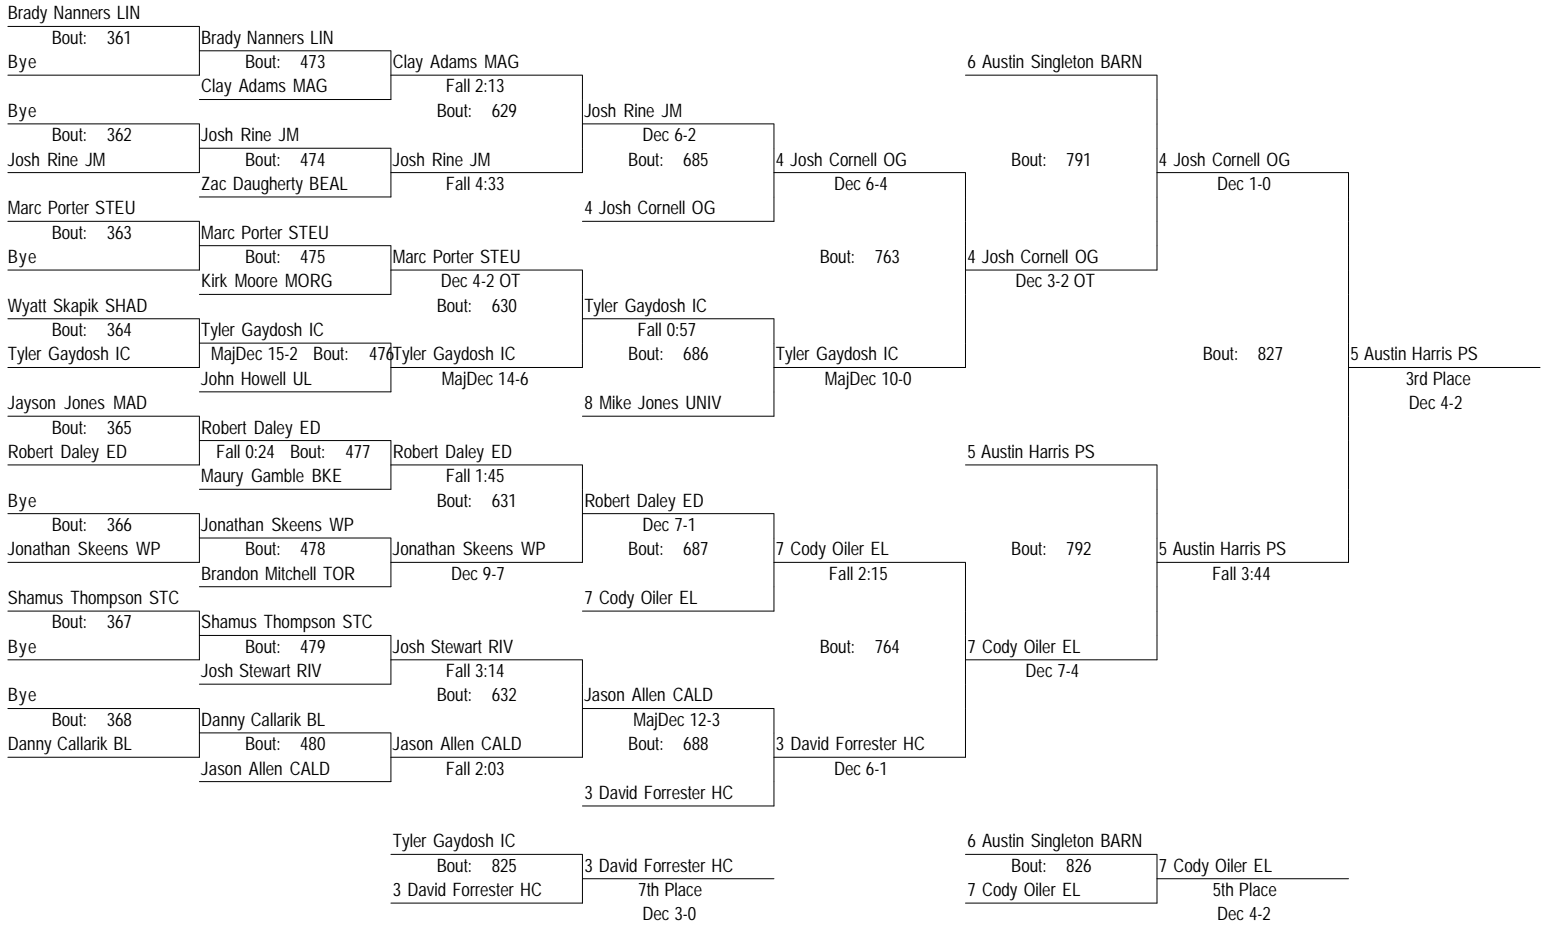 Brady Nanners LIN
Bout: 361
Brady Nanners LIN
Bye
Bout: 473
Clay Adams MAG
6 Austin Singleton BARN
Clay Adams MAG
Fall 2:13
Bye
Bout: 629
Josh Rine JM
Bout: 362
Josh Rine JM
Dec 6-2
Josh Rine JM
Bout: 474
Josh Rine JM
Bout: 685
4 Josh Cornell OG
Bout: 791
4 Josh Cornell OG
Zac Daugherty BEAL
Fall 4:33
Dec 6-4
Dec 1-0
Marc Porter STEU
4 Josh Cornell OG
Bout: 363
Marc Porter STEU
Bye
Bout: 475
Marc Porter STEU
Bout: 763
4 Josh Cornell OG
Kirk Moore MORG
Dec 4-2 OT
Dec 3-2 OT
Wyatt Skapik SHAD
Bout: 630
Tyler Gaydosh IC
Bout: 364
Tyler Gaydosh IC
Fall 0:57
Tyler Gaydosh IC
MajDec 15-2 Bout: 476
Tyler Gaydosh IC
Bout: 686
Tyler Gaydosh IC
Bout: 827
5 Austin Harris PS
John Howell UL
MajDec 14-6
MajDec 10-0
3rd Place
Jayson Jones MAD
8 Mike Jones UNIV
Dec 4-2
Bout: 365
Robert Daley ED
Robert Daley ED
Fall 0:24 Bout: 477
Robert Daley ED
5 Austin Harris PS
Maury Gamble BKE
Fall 1:45
Bye
Bout: 631
Robert Daley ED
Bout: 366
Jonathan Skeens WP
Dec 7-1
Jonathan Skeens WP
Bout: 478
Jonathan Skeens WP
Bout: 687
7 Cody Oiler EL
Bout: 792
5 Austin Harris PS
Brandon Mitchell TOR
Dec 9-7
Fall 2:15
Fall 3:44
Shamus Thompson STC
7 Cody Oiler EL
Bout: 367
Shamus Thompson STC
Bye
Bout: 479
Josh Stewart RIV
Bout: 764
7 Cody Oiler EL
Josh Stewart RIV
Fall 3:14
Dec 7-4
Bye
Bout: 632
Jason Allen CALD
Bout: 368
Danny Callarik BL
MajDec 12-3
Danny Callarik BL
Bout: 480
Jason Allen CALD
Bout: 688
3 David Forrester HC
Jason Allen CALD
Fall 2:03
Dec 6-1
3 David Forrester HC
Tyler Gaydosh IC
6 Austin Singleton BARN
Bout: 825
3 David Forrester HC
Bout: 826
7 Cody Oiler EL
3 David Forrester HC
7th Place
7 Cody Oiler EL
5th Place
Dec 3-0
Dec 4-2